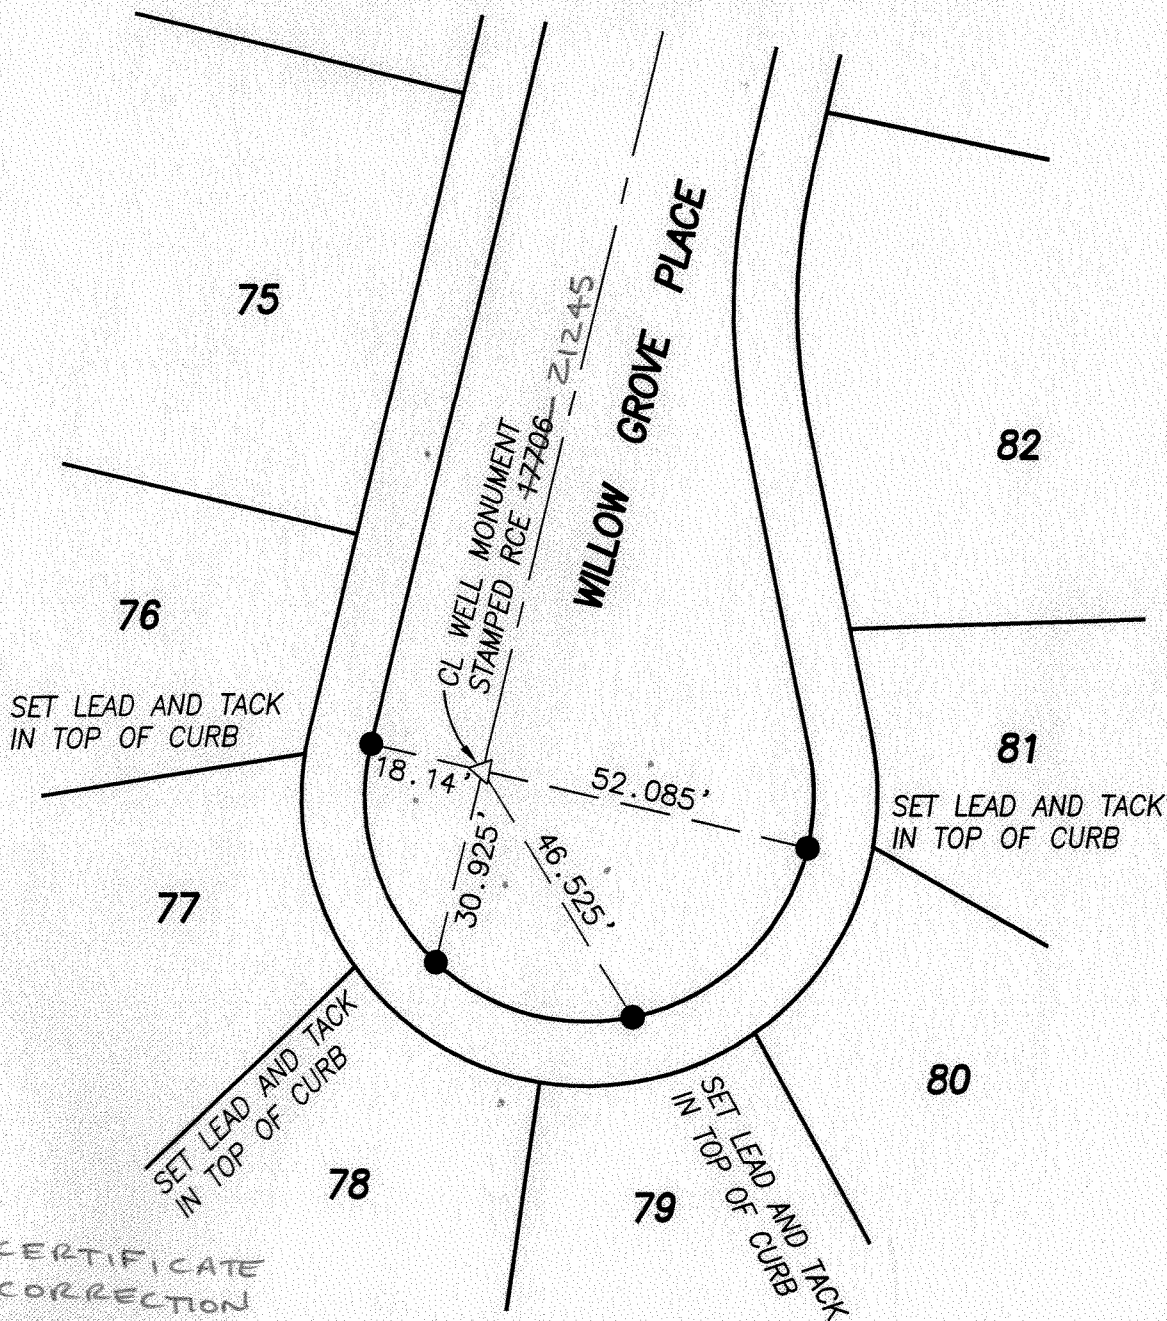 75
WILLOW GROVE PLACE
82
CL WELL MONUMENT
STAMPED RCE 17706 21245
76
SET LEAD AND TACK
IN TOP OF CURB
81
SET LEAD AND TACK
IN TOP OF CURB
18.14'
52.085'
30.925'
46.525'
77
80
SET LEAD AND TACK
IN TOP OF CURB
78
79
SET LEAD AND TACK
IN TOP OF CURB
CERTIFICATE
CORRECTION